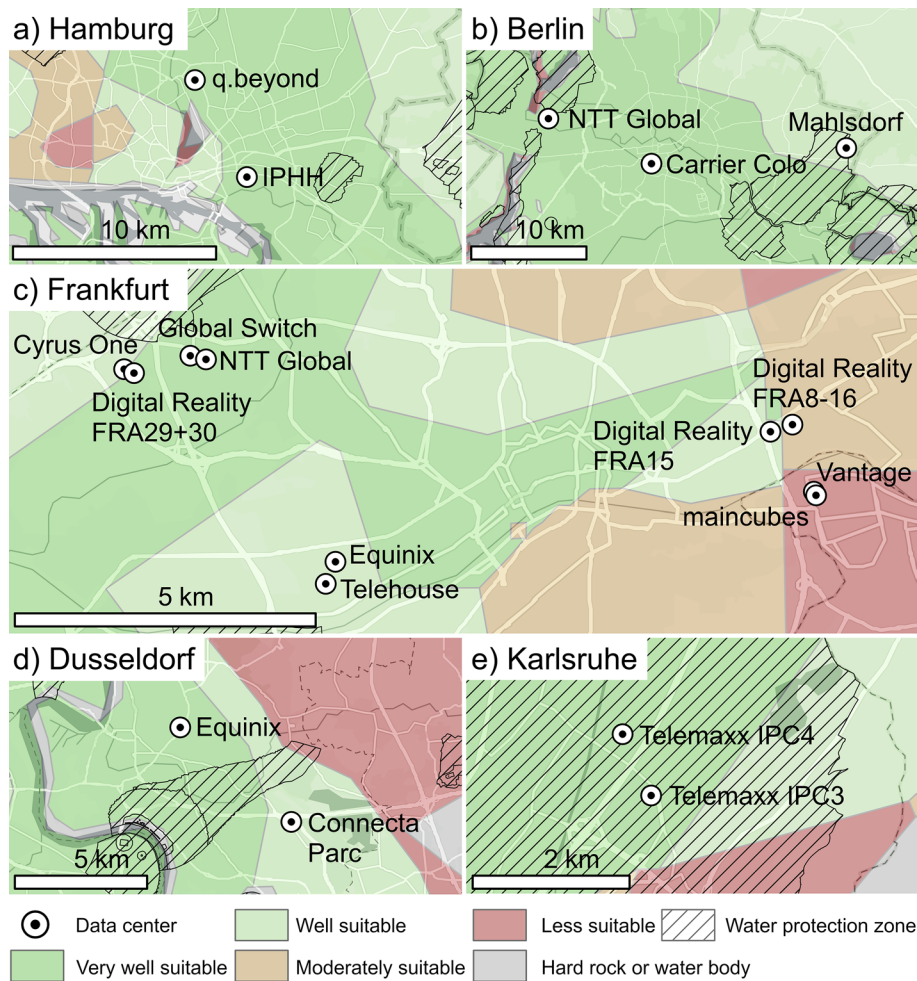 a) Hamburg
q.beyond
IPHH
10 km
b) Berlin
NTT Global
Mahlsdorf
Carrier Colo
10 km
c) Frankfurt
Global Switch
Cyrus One
NTT Global
Digital Reality
FRA29+30
Digital Reality
FRA8-16
Digital Reality
FRA15
Vantage
maincubes
Equinix
Telehouse
5 km
d) Dusseldorf
Equinix
Connecta
Parc
5 km
e) Karlsruhe
Telemaxx IPC4
Telemaxx IPC3
2 km
Data center
Well suitable
Less suitable
Water protection zone
Very well suitable
Moderately suitable
Hard rock or water body